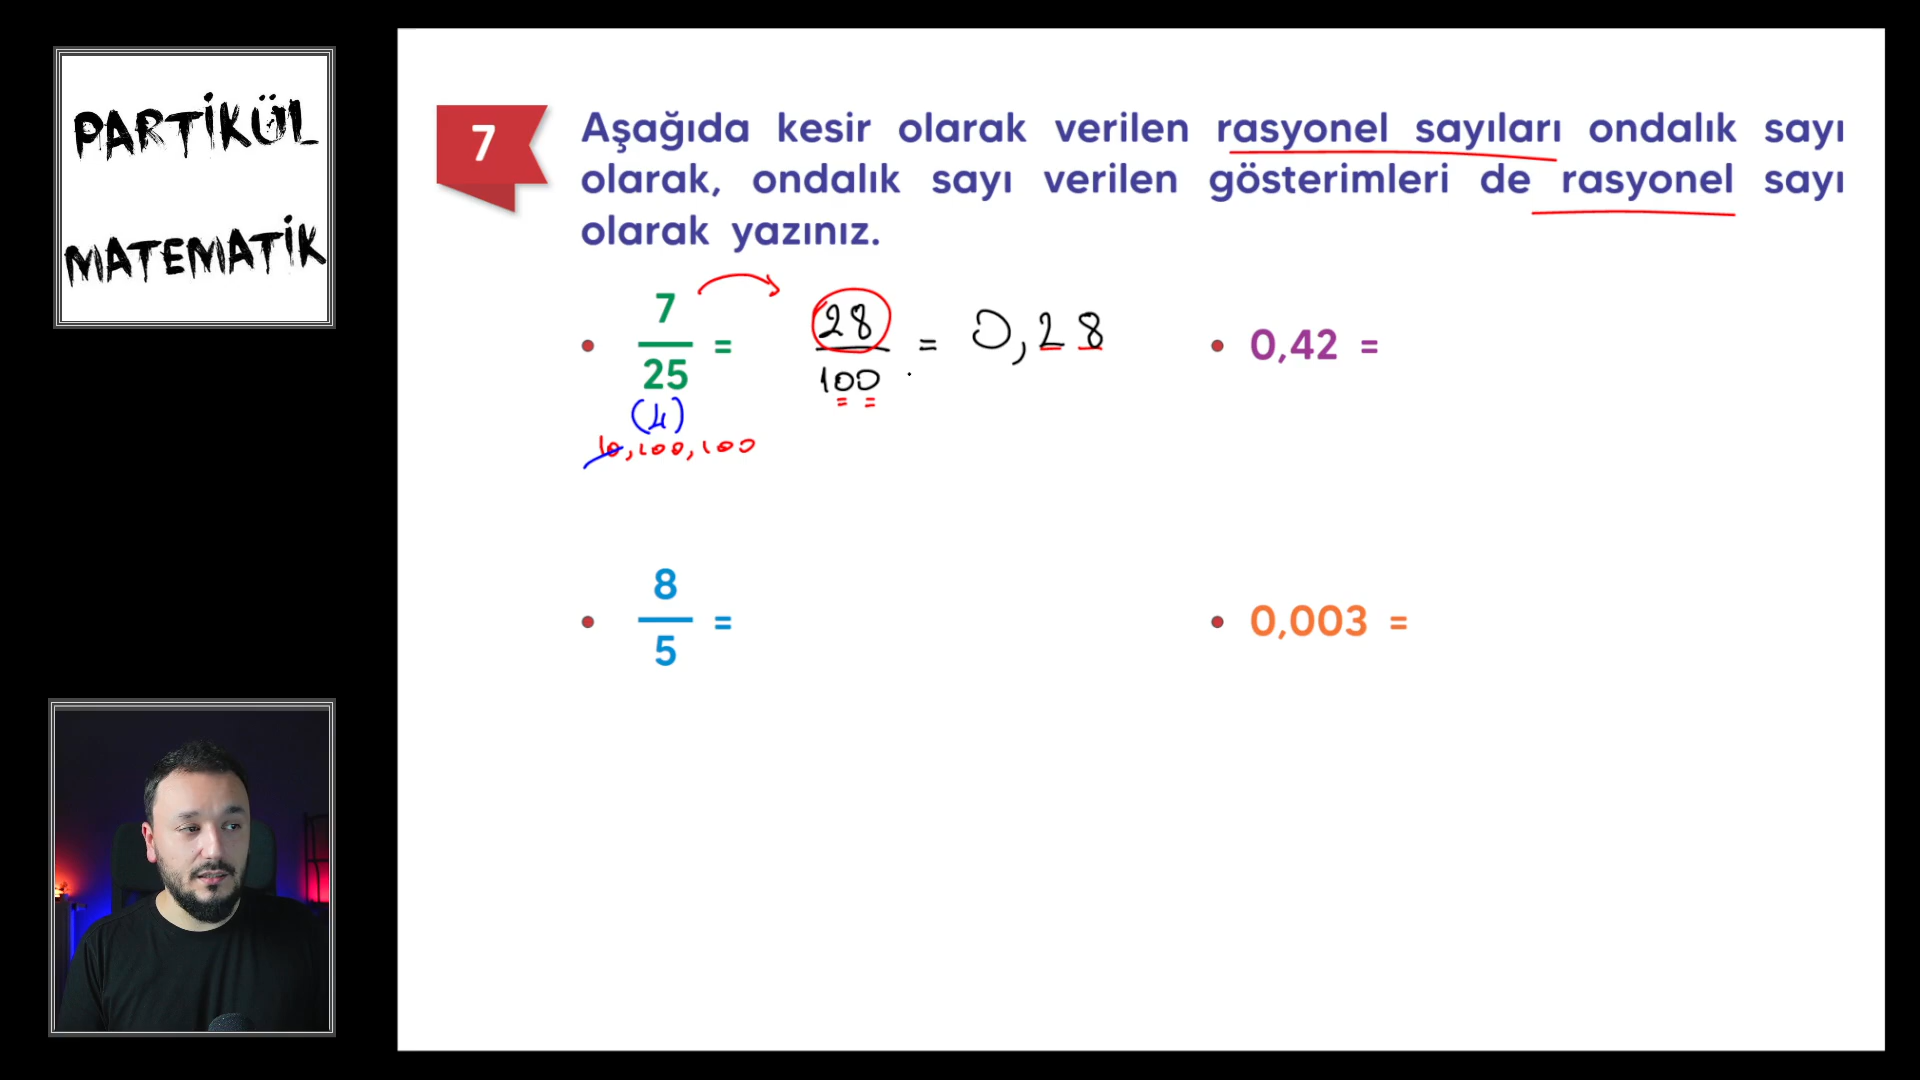 PARTİKÜL
MATEMATİK
7
Aşağıda kesir olarak verilen rasyonel sayıları ondalık sayı
olarak, ondalık sayı verilen gösterimleri de rasyonel sayı
olarak yazınız.
• 7/25 = 28/100 = 0,28
(4)
10,100,100
• 0,42 =
• 8/5 =
• 0,003 =